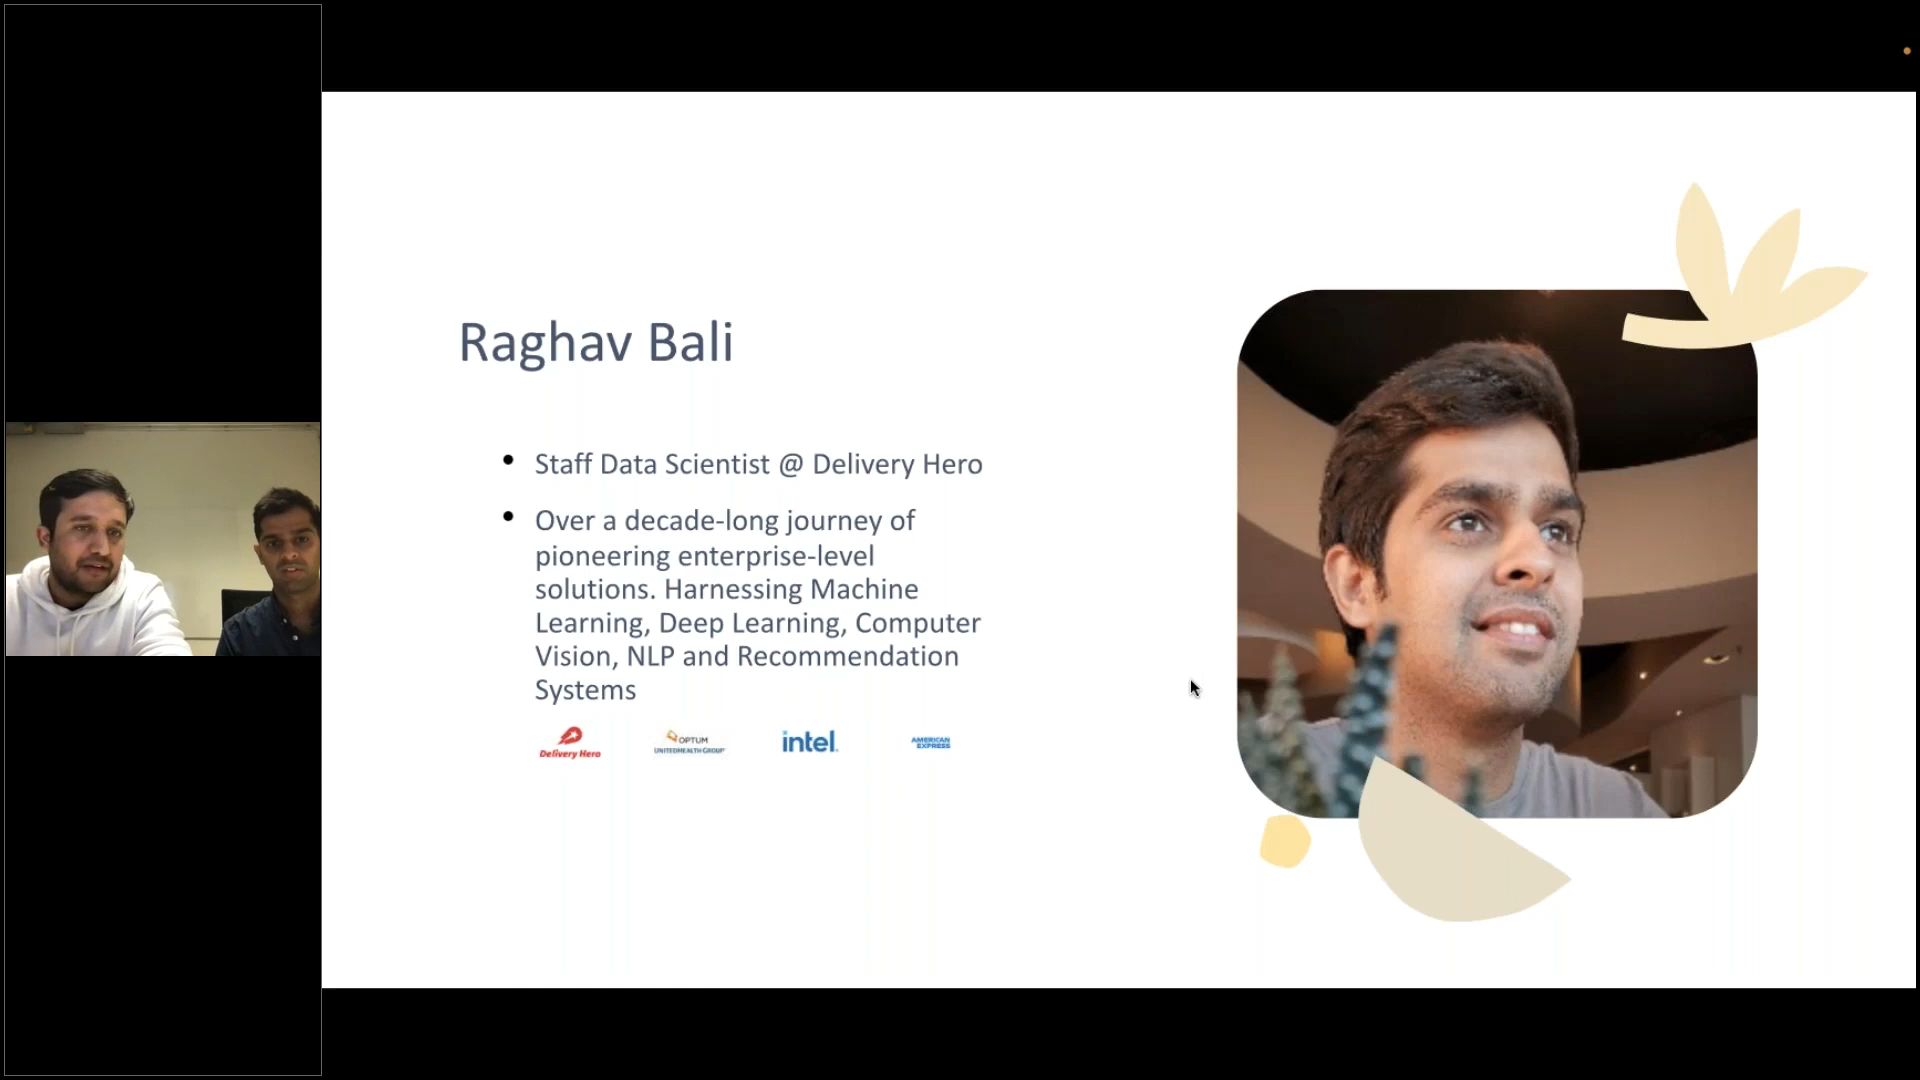 Raghav Bali
• Staff Data Scientist @ Delivery Hero
• Over a decade-long journey of
pioneering enterprise-level
solutions. Harnessing Machine
Learning, Deep Learning, Computer
Vision, NLP and Recommendation
Systems
Delivery Hero
OPTUM
UNITEDHEALTH GROUP
intel.
AMERICAN
EXPRESS